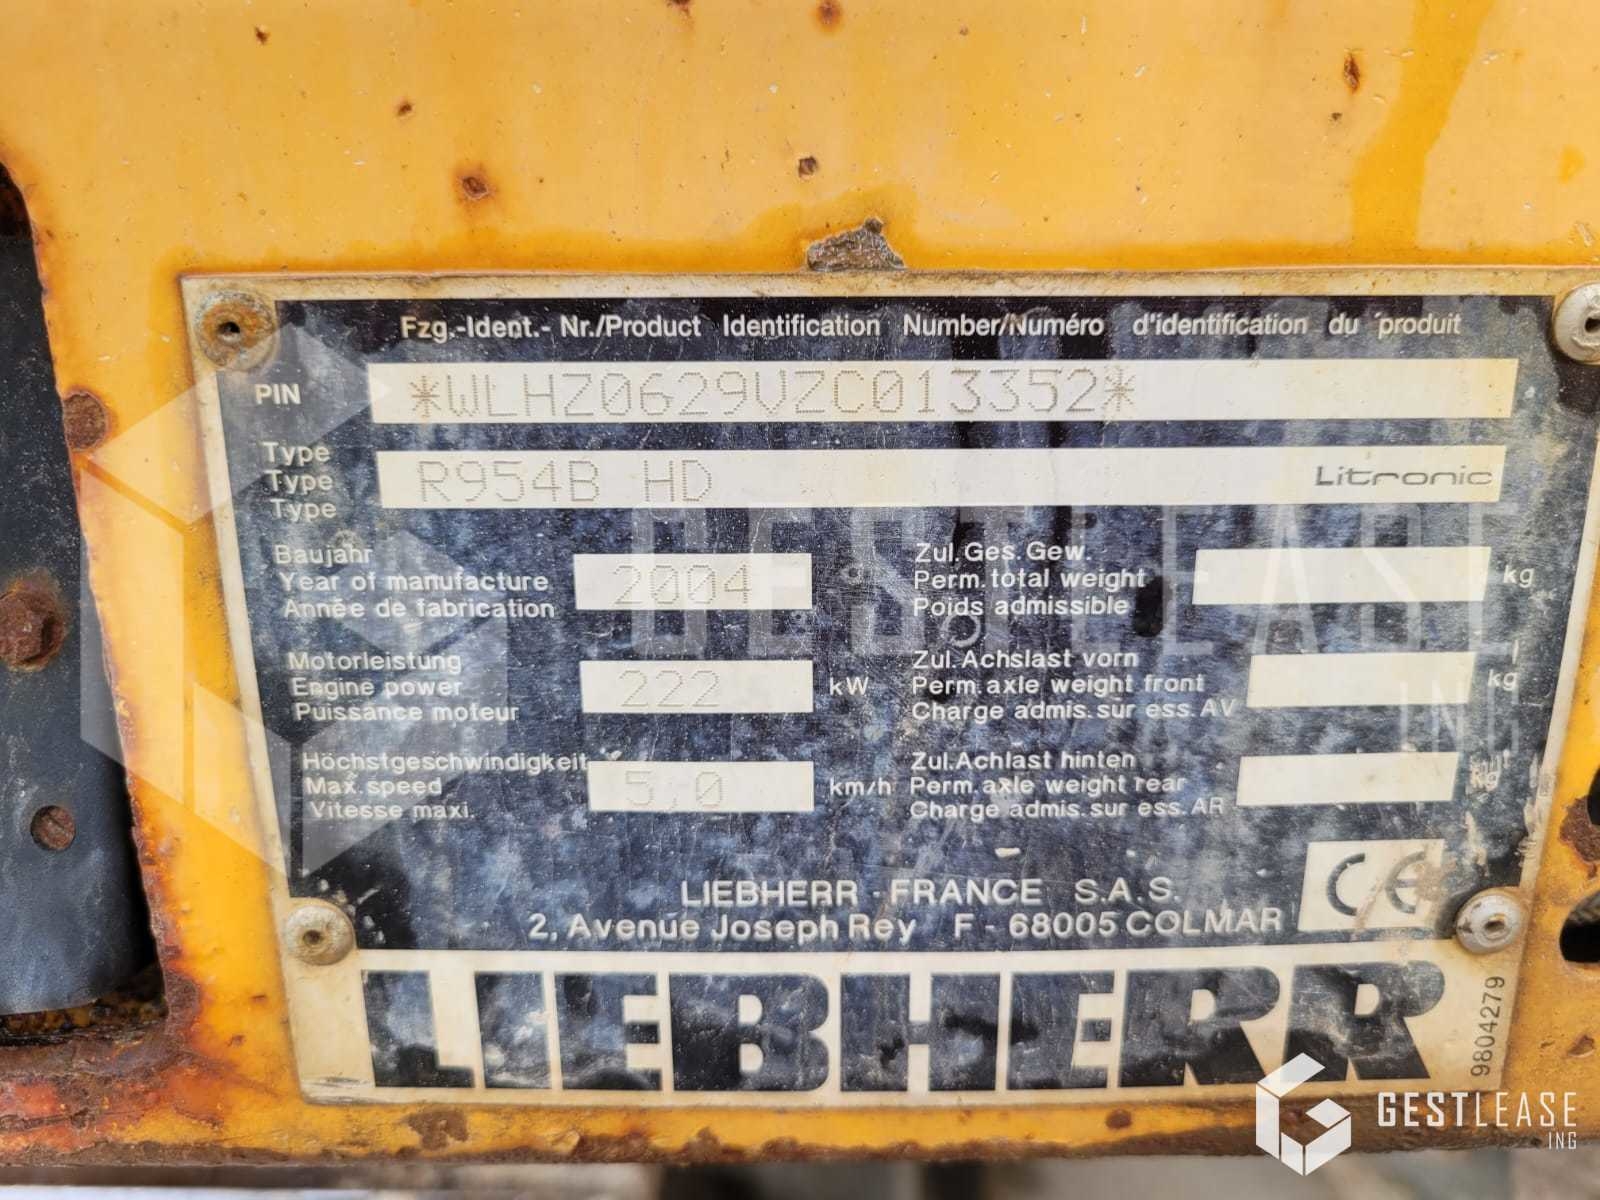 Fzg.-Ident.- Nr./Product Identification Number/Numéro d'identification du produit
PIN *WLHZ0629VZC013352*
Type
Type R954B HD Litronic
Type
Baujahr
Year of manufacture 2004
Année de fabrication
Zul.Ges.Gew.
Perm.total weight kg
Poids admissible
Motorleistung
Engine power 222 kW
Puissance moteur
Zul.Achslast vorn
Perm.axle weight front kg
Charge admis.sur ess.AV
Höchstgeschwindigkeit
Max.speed 5,0 km/h
Vitesse maxi.
Zul.Achlast hinten
Perm.axle weight rear kg
Charge admis.sur ess.AR
LIEBHERR - FRANCE S.A.S.
2, Avenue Joseph Rey F - 68005 COLMAR
CE
LIEBHERR
9804279
GESTLEASE
ING
GESTLEASE
ING